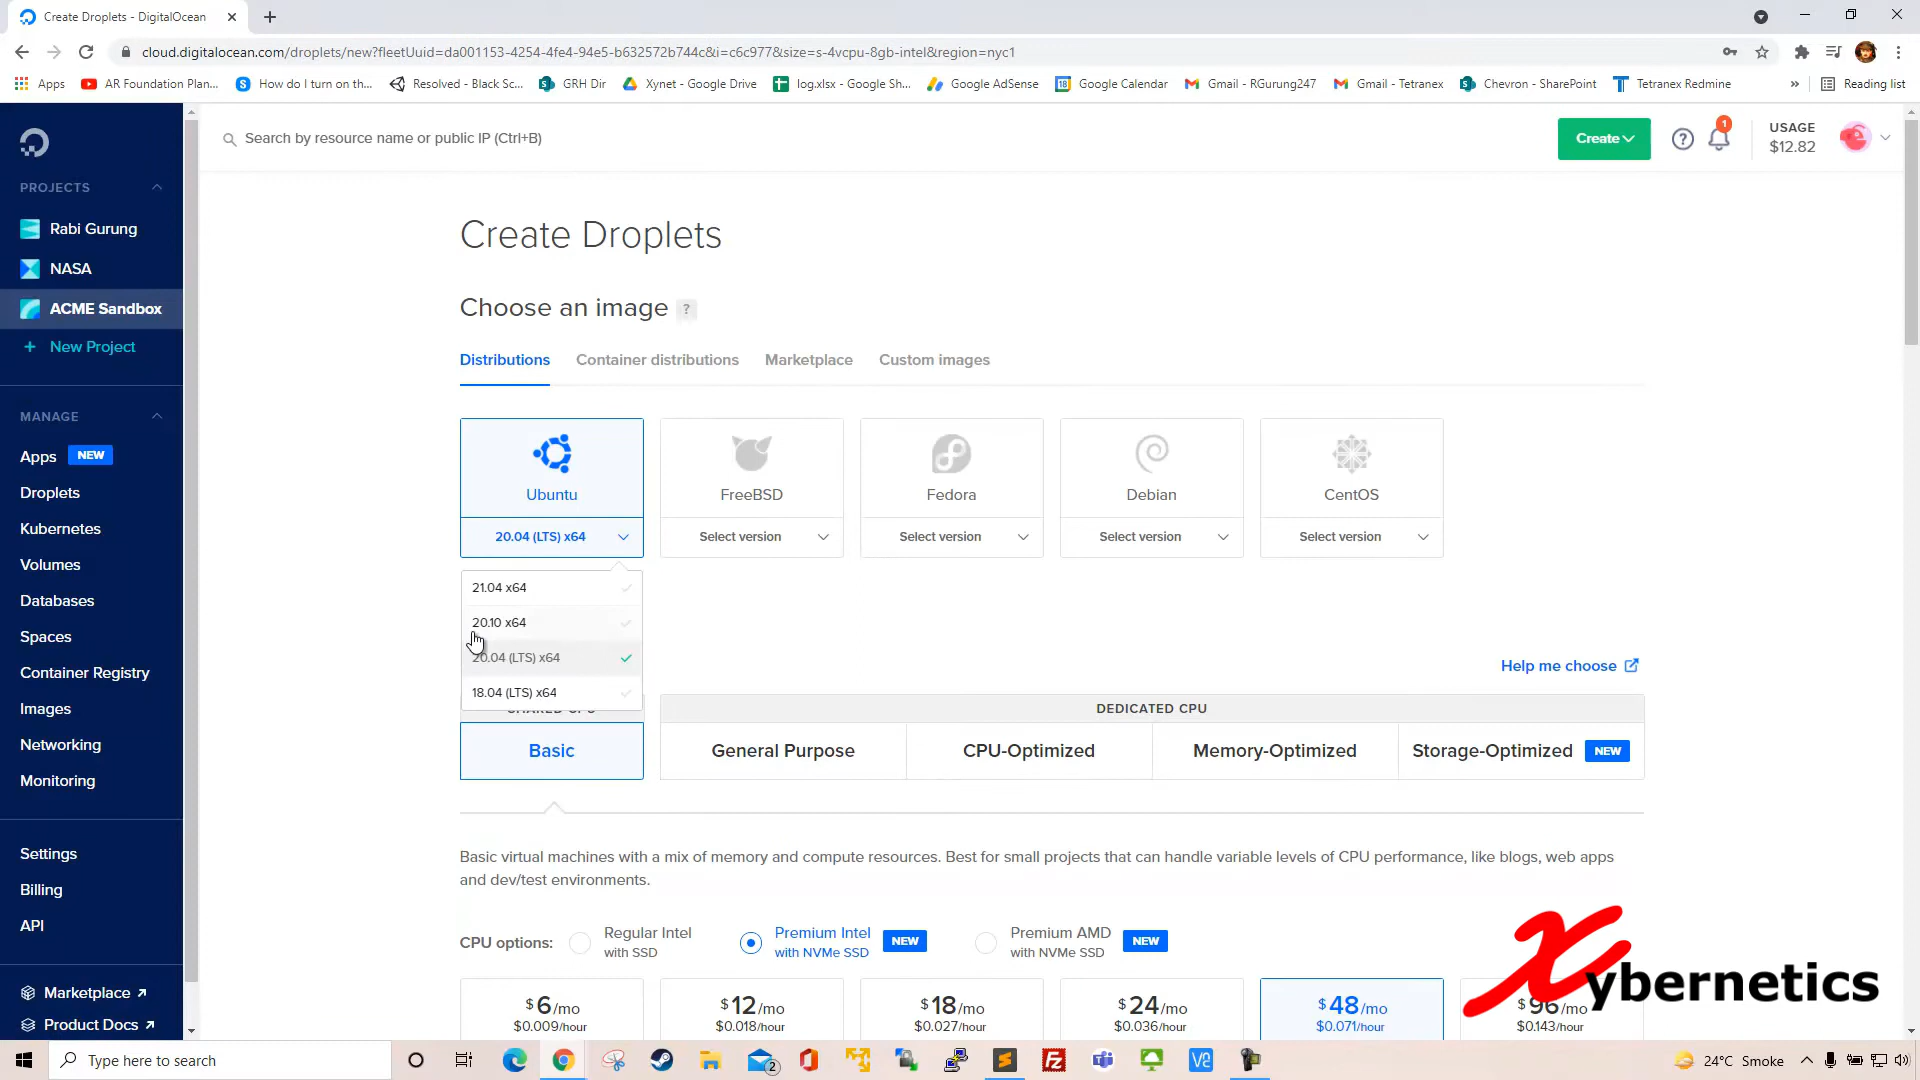 Create Droplets - DigitalOcean
cloud.digitalocean.com/droplets/new?fleetUuid=da001153-4254-4fe4-94e5-b632572b744c&i=c6c977&size=s-4vcpu-8gb-intel&region=nyc1
Apps AR Foundation Plan... How do I turn on th... Resolved - Black Sc... GRH Dir Xynet - Google Drive log.xlsx - Google Sh... Google AdSense Google Calendar Gmail - RGurung247 Gmail - Tetranex Chevron - SharePoint Tetranex Redmine » Reading list
Search by resource name or public IP (Ctrl+B)
Create
?
1
USAGE
$12.82
PROJECTS
Rabi Gurung
NASA
ACME Sandbox
+ New Project
MANAGE
Apps NEW
Droplets
Kubernetes
Volumes
Databases
Spaces
Container Registry
Images
Networking
Monitoring
Settings
Billing
API
Marketplace ↗
Product Docs ↗
Create Droplets
Choose an image ?
Distributions Container distributions Marketplace Custom images
Ubuntu FreeBSD Fedora Debian CentOS
20.04 (LTS) x64 Select version Select version Select version Select version
21.04 x64
20.10 x64
20.04 (LTS) x64
18.04 (LTS) x64
Help me choose
SHARED CPU DEDICATED CPU
Basic General Purpose CPU-Optimized Memory-Optimized Storage-Optimized NEW
Basic virtual machines with a mix of memory and compute resources. Best for small projects that can handle variable levels of CPU performance, like blogs, web apps
and dev/test environments.
CPU options:
Regular Intel
with SSD
Premium Intel
with NVMe SSD
NEW
Premium AMD
with NVMe SSD
NEW
$6/mo $12/mo $18/mo $24/mo $48/mo $96/mo
$0.009/hour $0.018/hour $0.027/hour $0.036/hour $0.071/hour $0.143/hour
Xybernetics
Type here to search
2
24°C Smoke